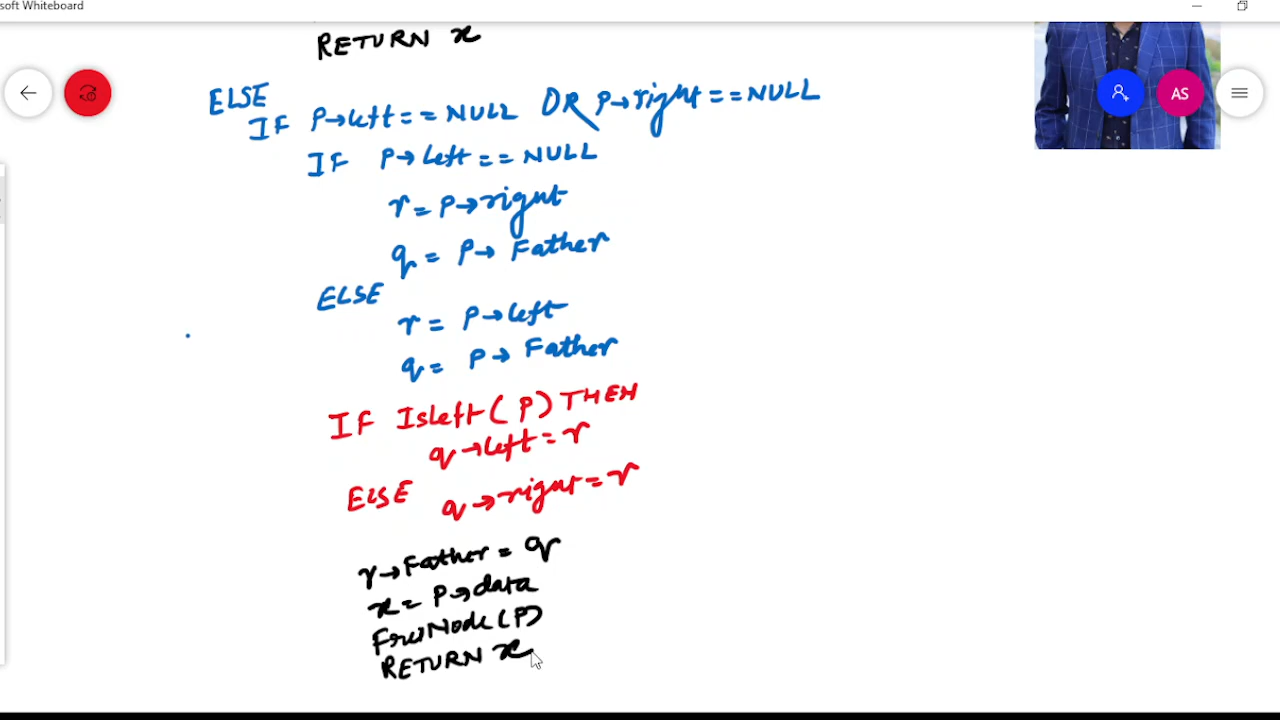 soft Whiteboard
RETURN x
AS
ELSE
IF P→left == NULL OR P→right == NULL
IF P→left == NULL
r = P→right
q = P→ Father
ELSE
r = P→left
q = P→ Father
IF Isleft(P) THEN
q→left = r
ELSE q→right = r
r→Father = q
x = P→data
FreeNode(P)
RETURN x